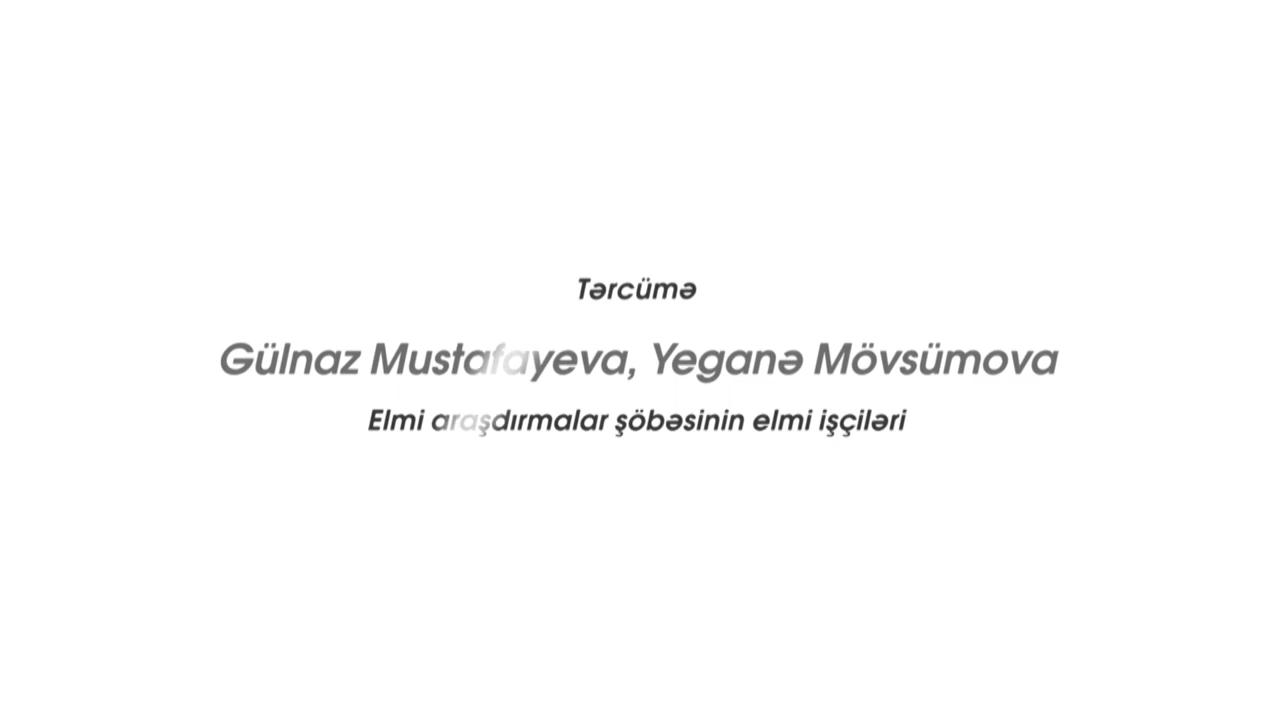 Tərcümə
Gülnaz Mustafayeva, Yeganə Mövsümova
Elmi araşdırmalar şöbəsinin elmi işçiləri